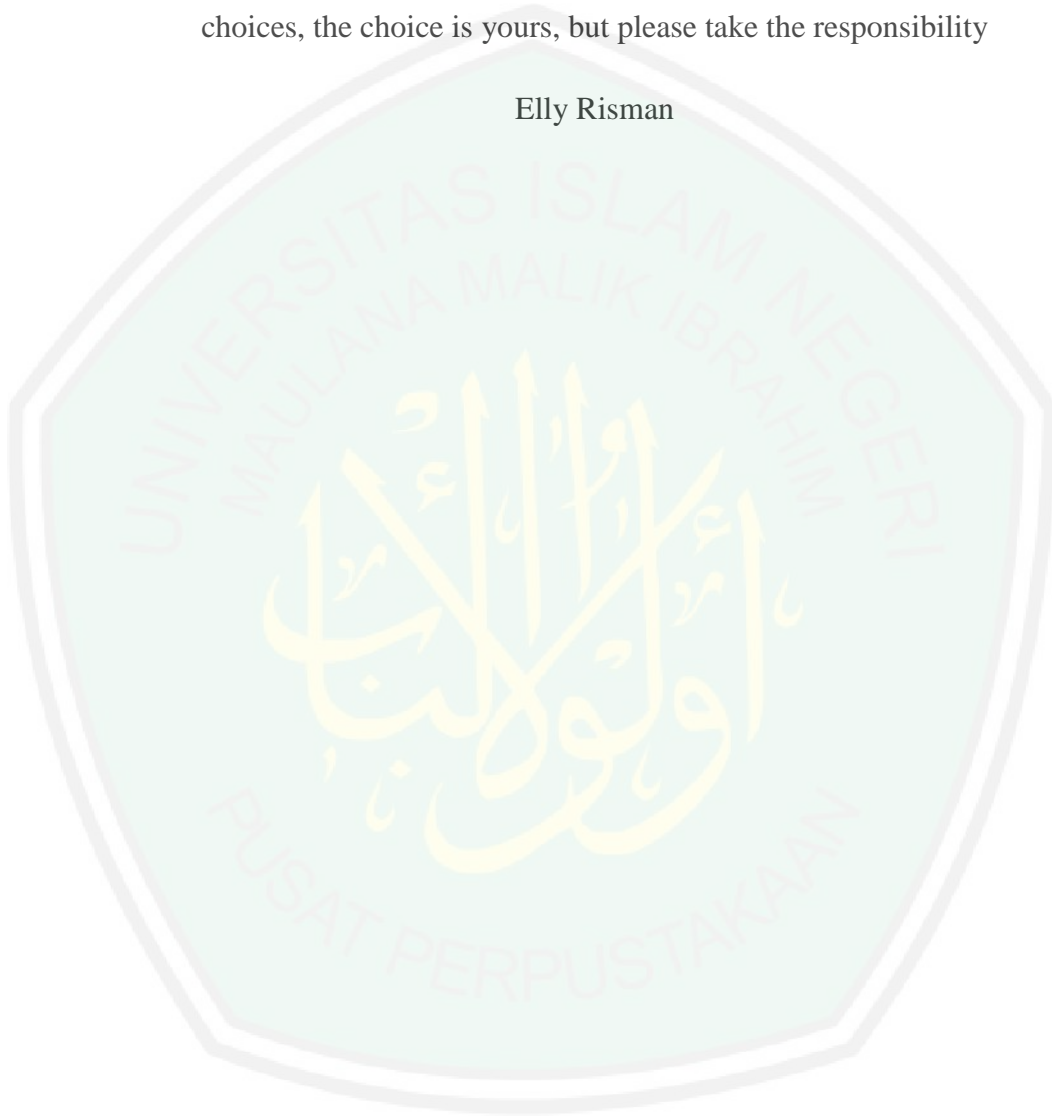 choices, the choice is yours, but please take the responsibility
Elly Risman
UNIVERSITAS ISLAM NEGERI
MAULANA MALIK IBRAHIM
أولوا الألباب
PUSAT PERPUSTAKAAN